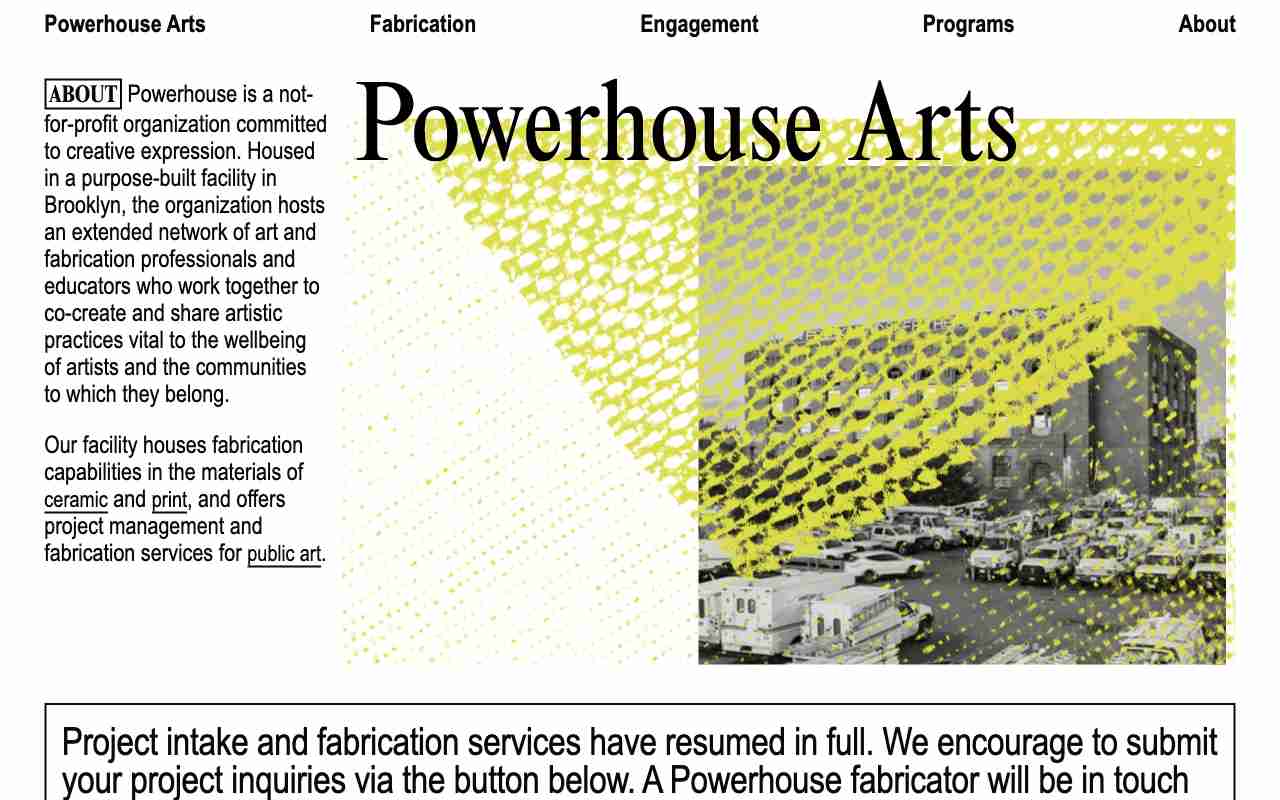 Powerhouse Arts
Fabrication
Engagement
Programs
About
ABOUT Powerhouse is a not-
for-profit organization committed
to creative expression. Housed
in a purpose-built facility in
Brooklyn, the organization hosts
an extended network of art and
fabrication professionals and
educators who work together to
co-create and share artistic
practices vital to the wellbeing
of artists and the communities
to which they belong.
Our facility houses fabrication
capabilities in the materials of
ceramic and print, and offers
project management and
fabrication services for public art.
Powerhouse Arts
Project intake and fabrication services have resumed in full. We encourage to submit
your project inquiries via the button below. A Powerhouse fabricator will be in touch